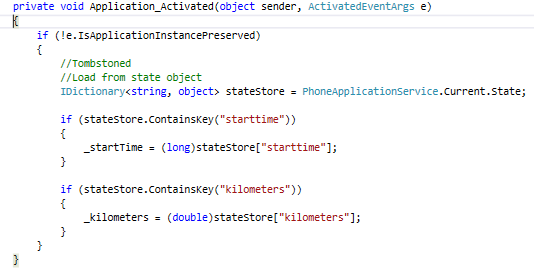 private void Application_Activated(object sender, ActivatedEventArgs e)
{
    if (!e.IsApplicationInstancePreserved)
    {
        //Tombstoned
        //Load from state object
        IDictionary<string, object> stateStore = PhoneApplicationService.Current.State;
        if (stateStore.ContainsKey("starttime"))
        {
            _startTime = (long)stateStore["starttime"];
        }
        if (stateStore.ContainsKey("kilometers"))
        {
            _kilometers = (double)stateStore["kilometers"];
        }
    }
}